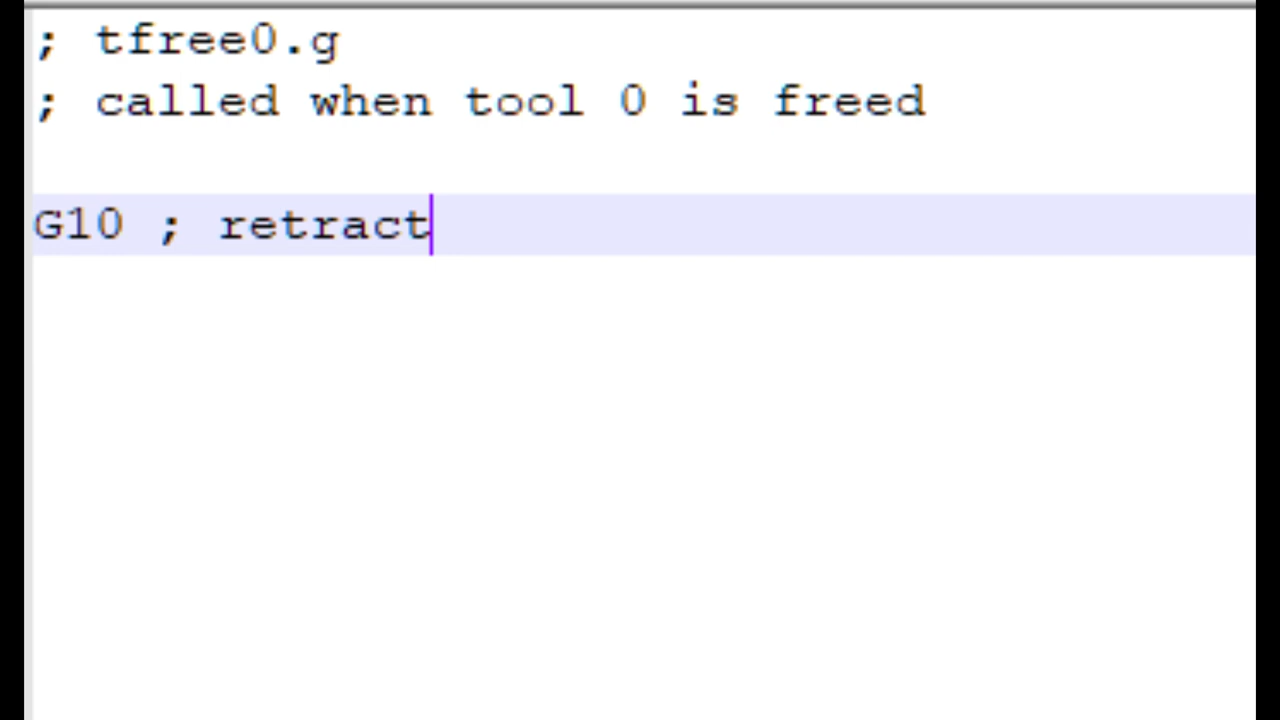 ; tfree0.g
; called when tool 0 is freed
G10 ; retract